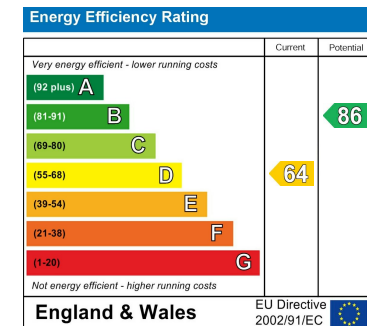 Energy Efficiency Rating
Current Potential
Very energy efficient - lower running costs
(92 plus) A
(81-91) B 86
(69-80) C
(55-68) D 64
(39-54) E
(21-38) F
(1-20) G
Not energy efficient - higher running costs
England & Wales
EU Directive
2002/91/EC